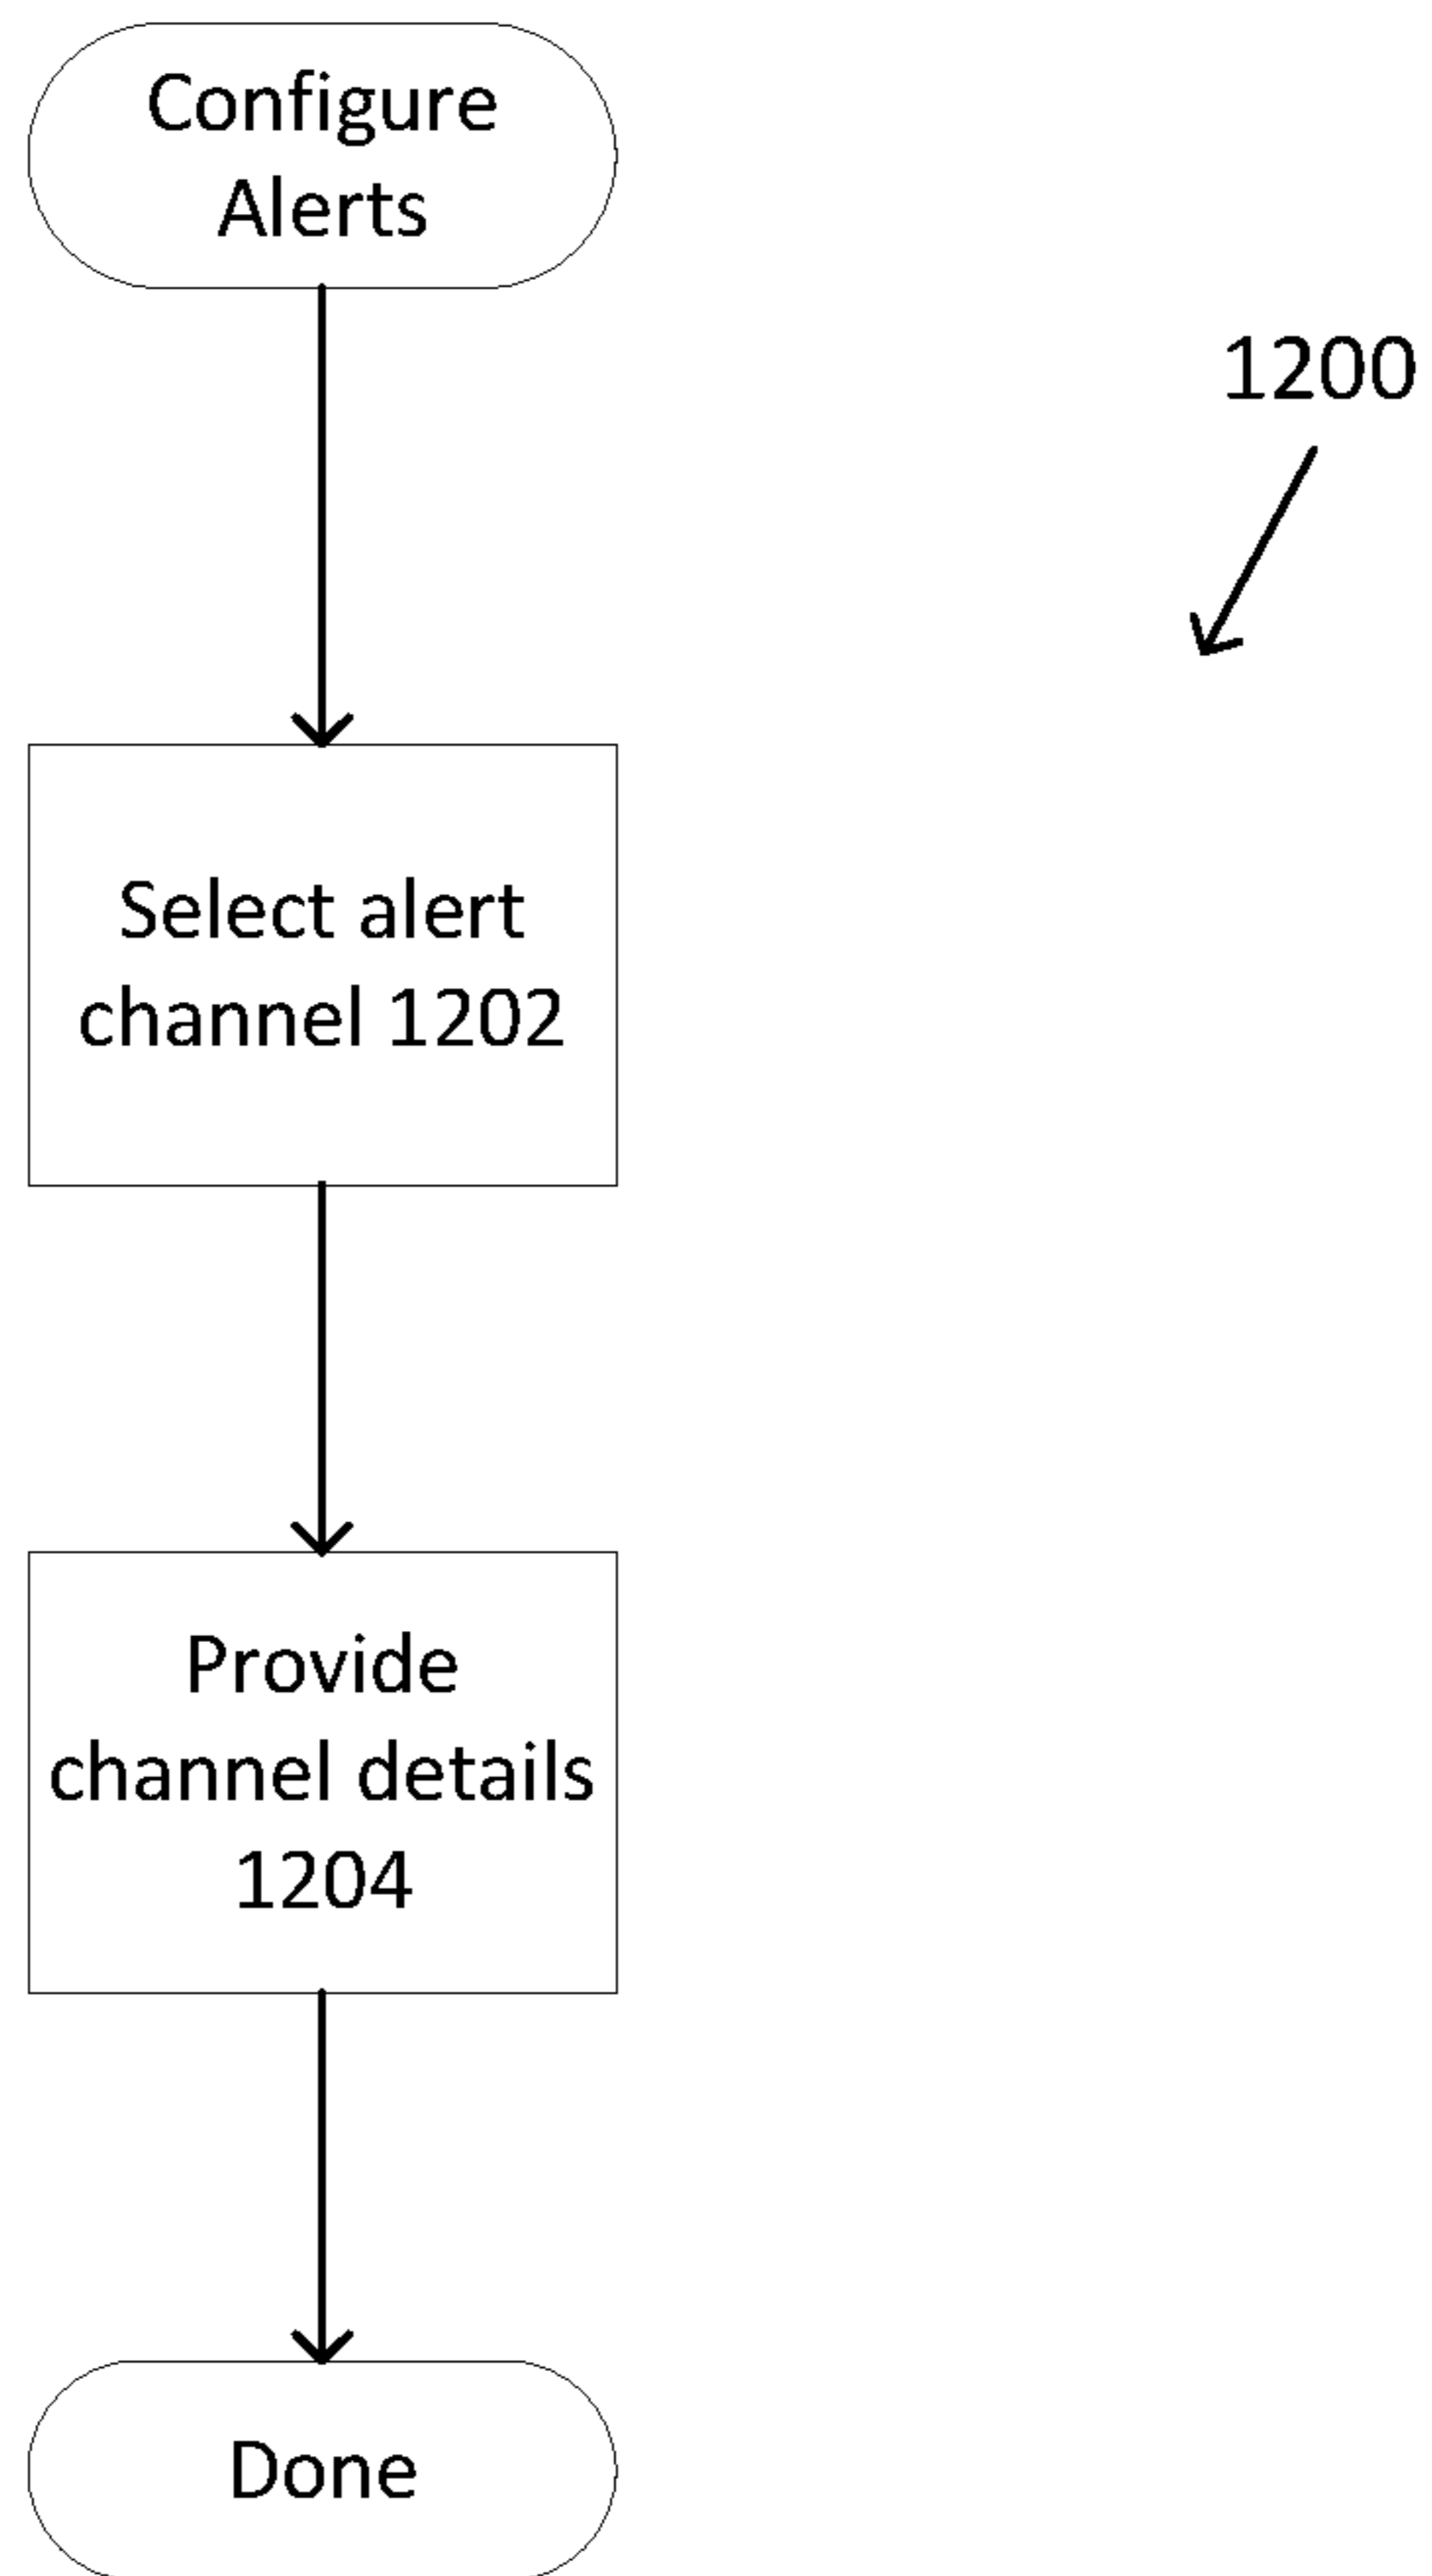 Configure
Alerts
1200
Select alert
channel 1202
Provide
channel details
1204
Done